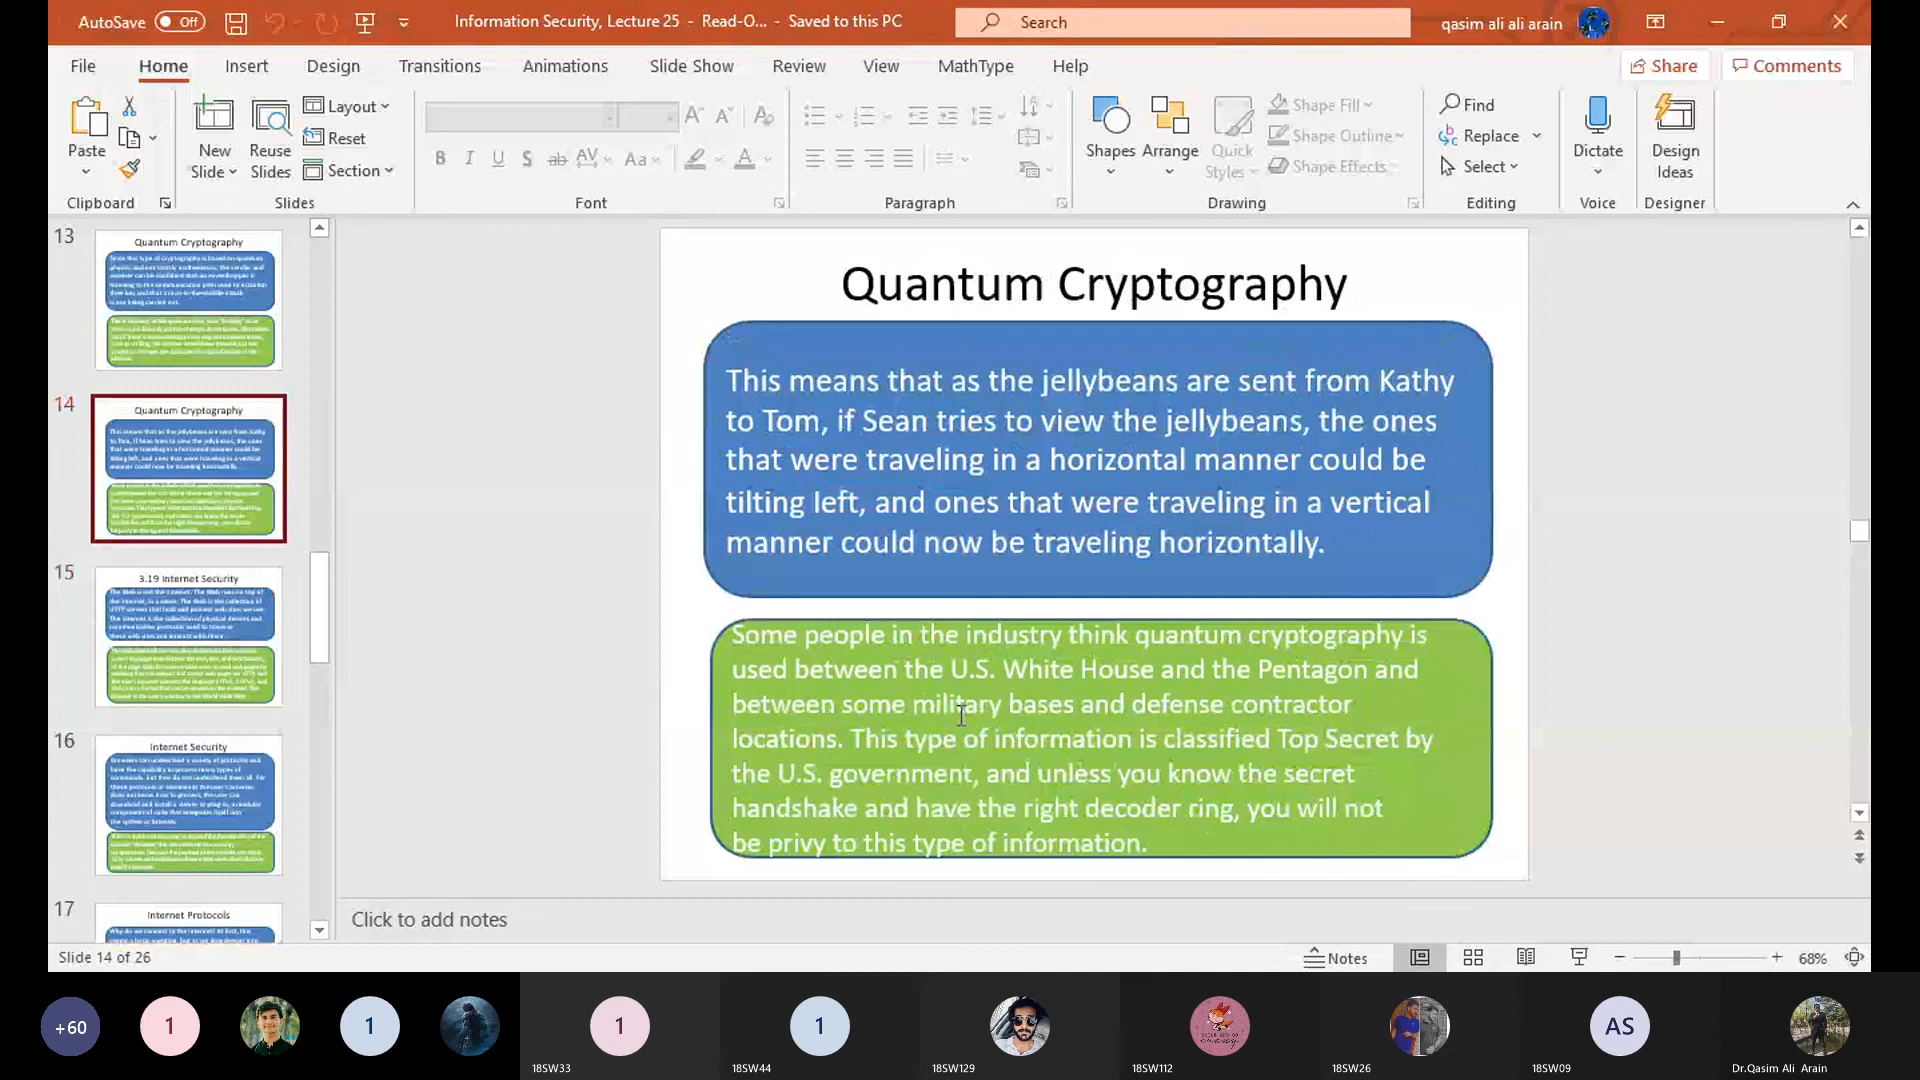 AutoSave Off
Information Security, Lecture 25 - Read-O... - Saved to this PC
Search
qasim ali ali arain
File Home Insert Design Transitions Animations Slide Show Review View MathType Help
Share Comments
Paste
New Slide
Reuse Slides
Layout
Reset
Section
Clipboard
Slides
Font
Paragraph
Shapes
Arrange
Quick Styles
Shape Fill
Shape Outline
Shape Effects
Drawing
Find
Replace
Select
Editing
Dictate
Voice
Design Ideas
Designer
13
Quantum Cryptography
14
Quantum Cryptography
15
3.19 Internet Security
16
Internet Security
17
Internet Protocols
Quantum Cryptography
This means that as the jellybeans are sent from Kathy
to Tom, if Sean tries to view the jellybeans, the ones
that were traveling in a horizontal manner could be
tilting left, and ones that were traveling in a vertical
manner could now be traveling horizontally.
Some people in the industry think quantum cryptography is
used between the U.S. White House and the Pentagon and
between some military bases and defense contractor
locations. This type of information is classified Top Secret by
the U.S. government, and unless you know the secret
handshake and have the right decoder ring, you will not
be privy to this type of information.
Click to add notes
Slide 14 of 26
Notes
68%
+60
1
1
1
1
AS
18SW33
18SW44
18SW129
18SW112
18SW26
18SW09
Dr.Qasim Ali Arain